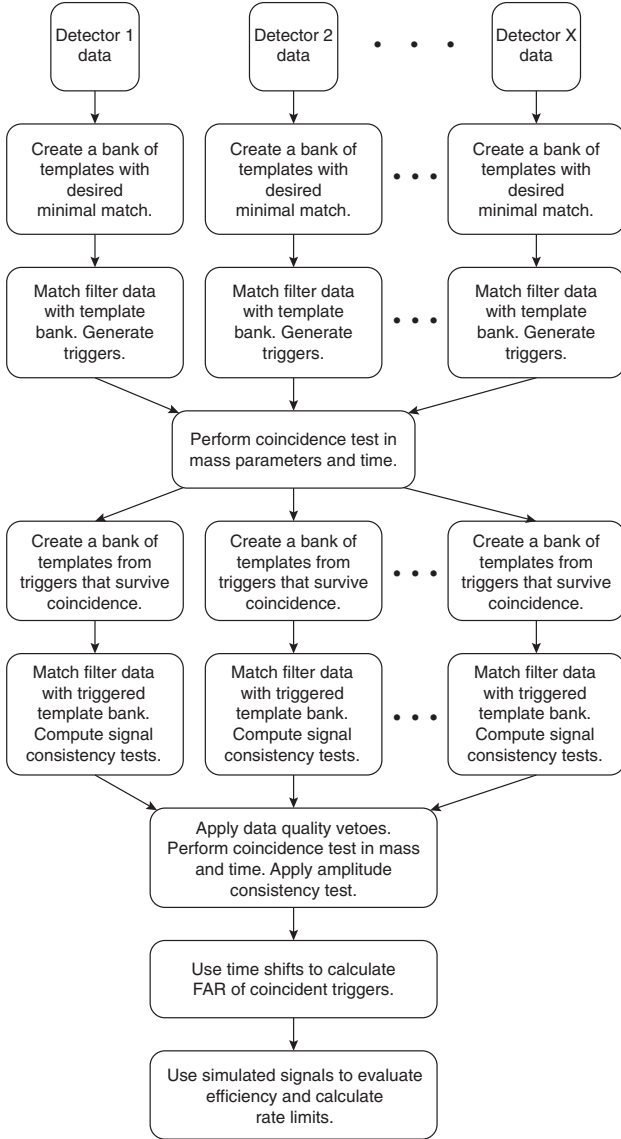 Detector 1
data
Detector 2
data
Detector X
data
Create a bank of
templates with
desired
minimal match.
Create a bank of
templates with
desired
minimal match.
Create a bank of
templates with
desired
minimal match.
Match filter data
with template
bank. Generate
triggers.
Match filter data
with template
bank. Generate
triggers.
Match filter data
with template
bank. Generate
triggers.
Perform coincidence test in
mass parameters and time.
Create a bank of
templates from
triggers that survive
coincidence.
Create a bank of
templates from
triggers that survive
coincidence.
Create a bank of
templates from
triggers that survive
coincidence.
Match filter data
with triggered
template bank.
Compute signal
consistency tests.
Match filter data
with triggered
template bank.
Compute signal
consistency tests.
Match filter data
with triggered
template bank.
Compute signal
consistency tests.
Apply data quality vetoes.
Perform coincidence test in mass
and time. Apply amplitude
consistency test.
Use time shifts to calculate
FAR of coincident triggers.
Use simulated signals to evaluate
efficiency and calculate
rate limits.